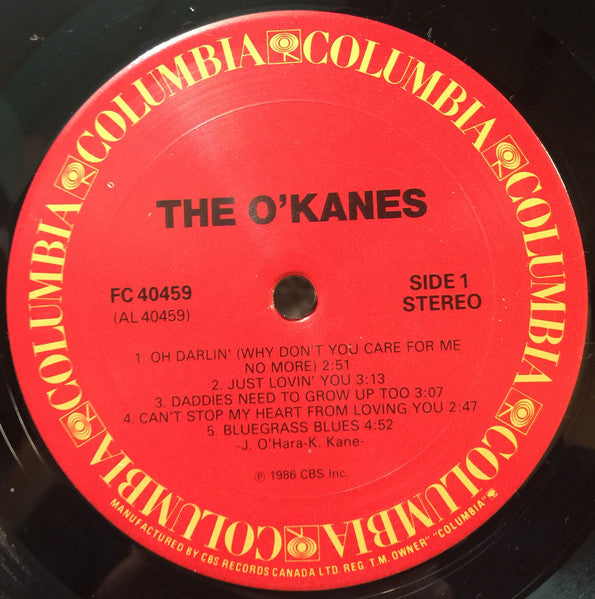 COLUMBIA COLUMBIA COLUMBIA COLUMBIA COLUMBIA COLUMBIA COLUMBIA
THE O'KANES
FC 40459
(AL 40459)
SIDE 1
STEREO
1. OH DARLIN' (WHY DON'T YOU CARE FOR ME
NO MORE) 2:51
2. JUST LOVIN' YOU 3:13
3. DADDIES NEED TO GROW UP TOO 3:07
4. CAN'T STOP MY HEART FROM LOVING YOU 2:47
5. BLUEGRASS BLUES 4:52
-J. O'Hara-K. Kane-
℗ 1986 CBS Inc.
MANUFACTURED BY CBS RECORDS CANADA LTD. REG. T.M. OWNER" "COLUMBIA"